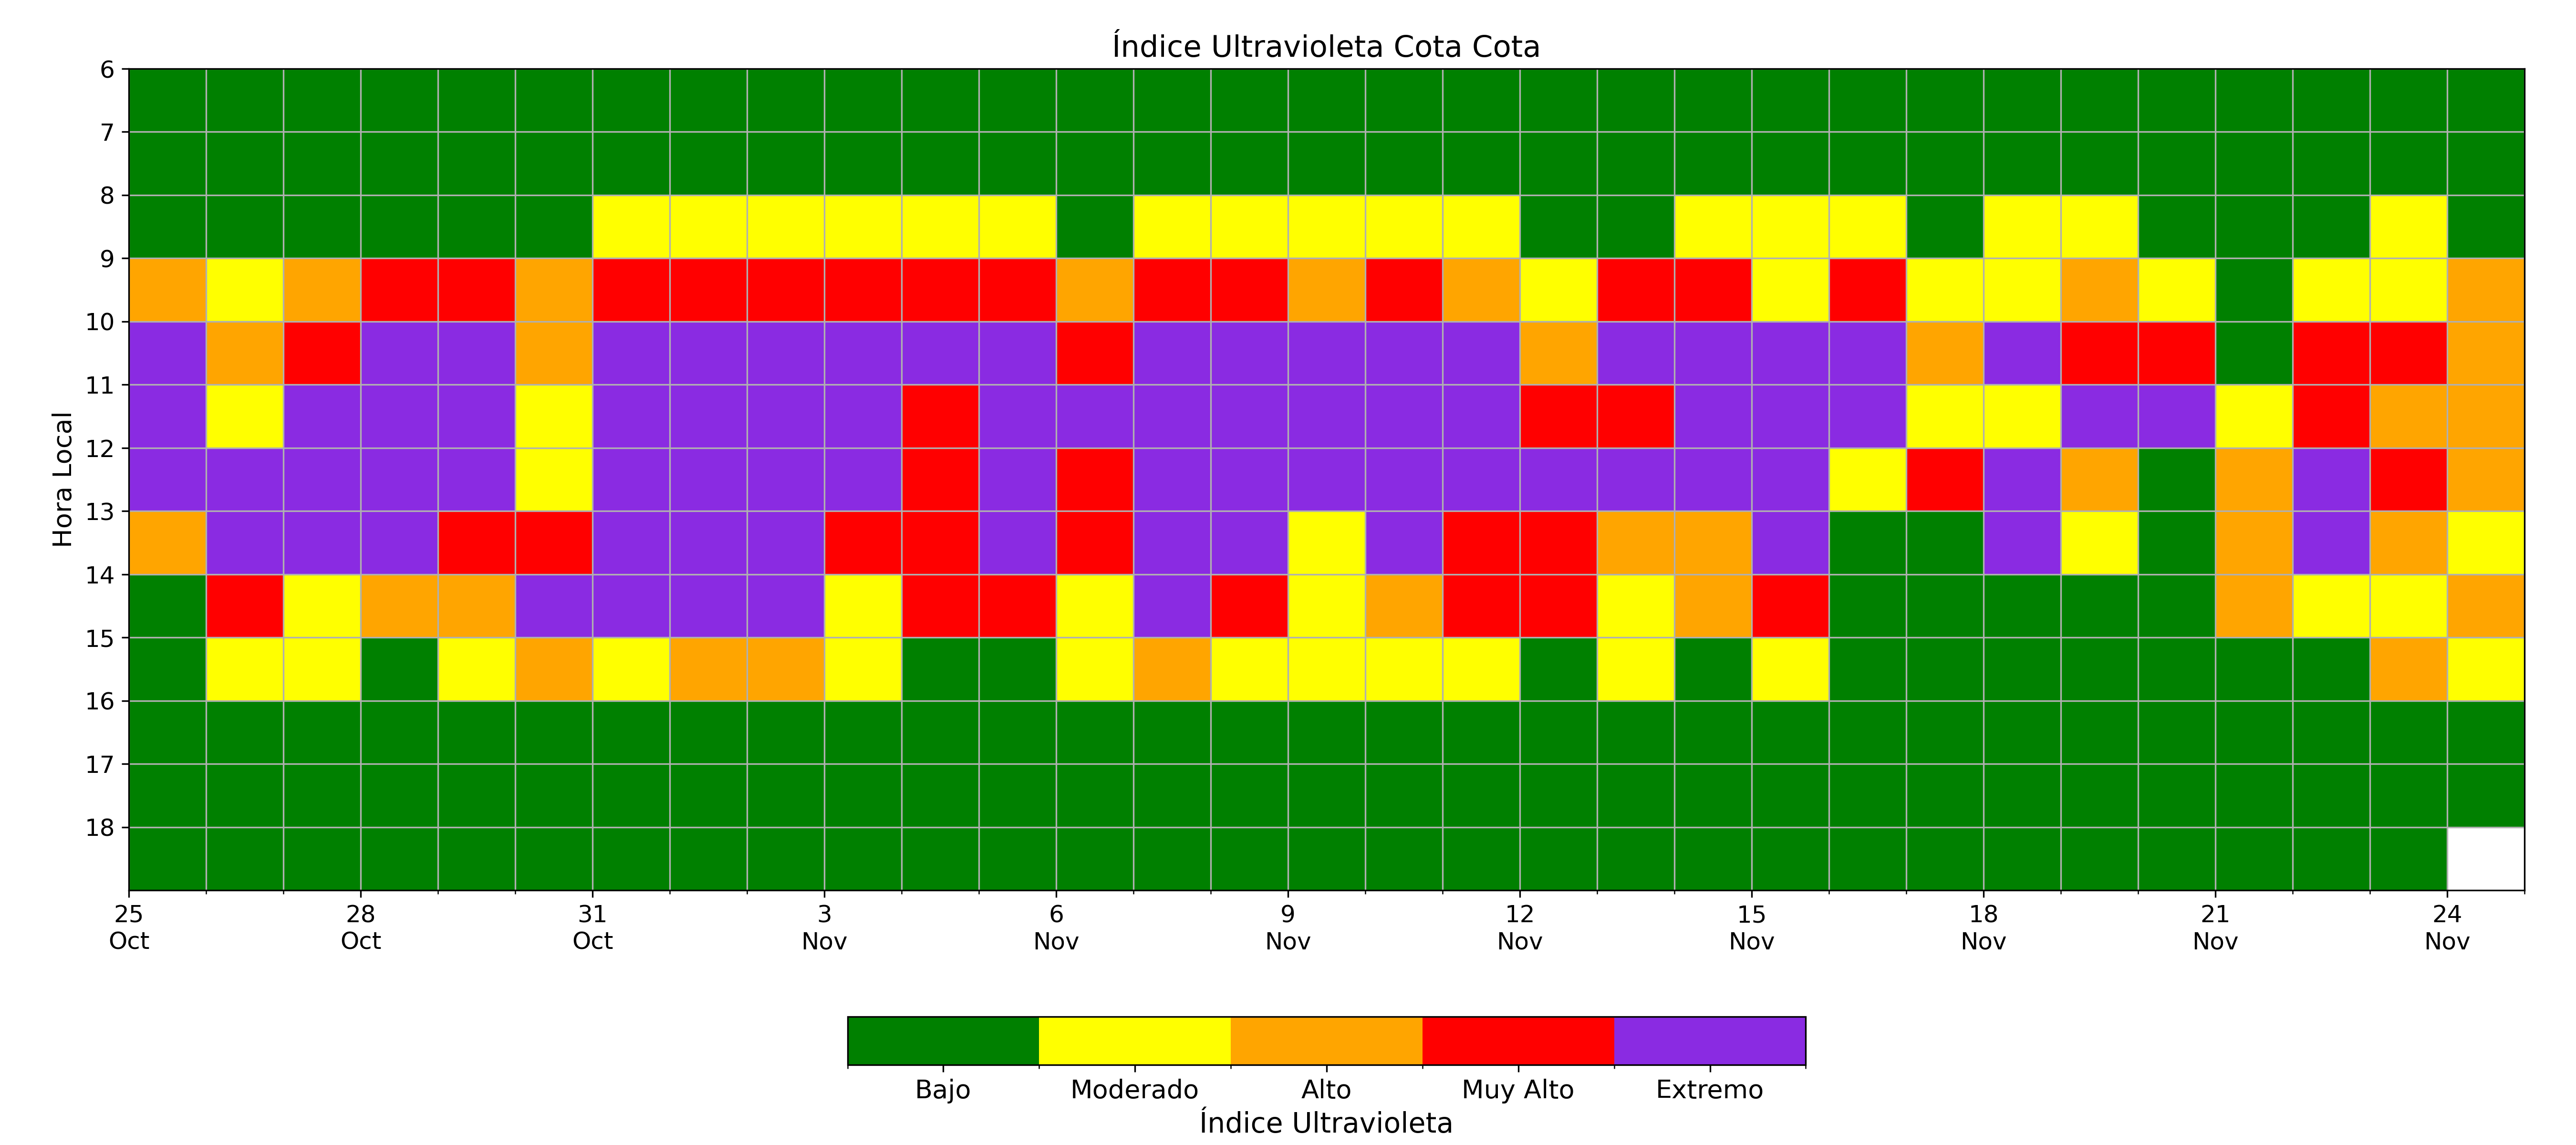 Índice Ultravioleta Cota Cota
Hora Local
6
7
8
9
10
11
12
13
14
15
16
17
18
25 28 31 3 6 9 12 15 18 21 24
Oct Oct Oct Nov Nov Nov Nov Nov Nov Nov Nov
Bajo Moderado Alto Muy Alto Extremo
Índice Ultravioleta